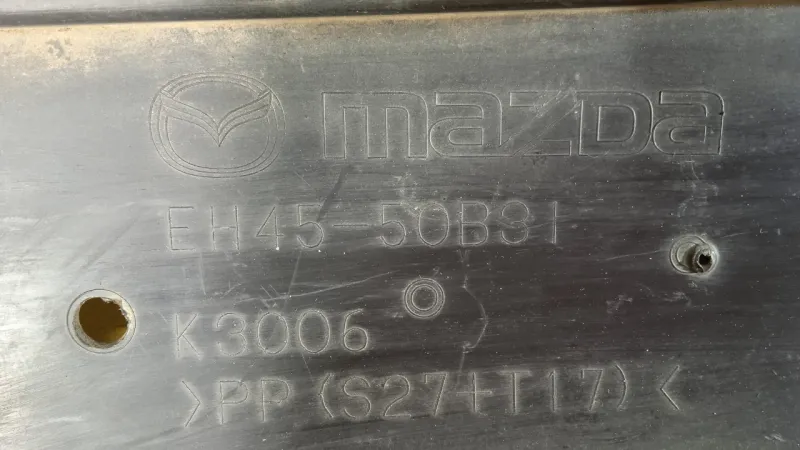 mazda
EH45-50B31
K3006
>PP(S27+T17)<